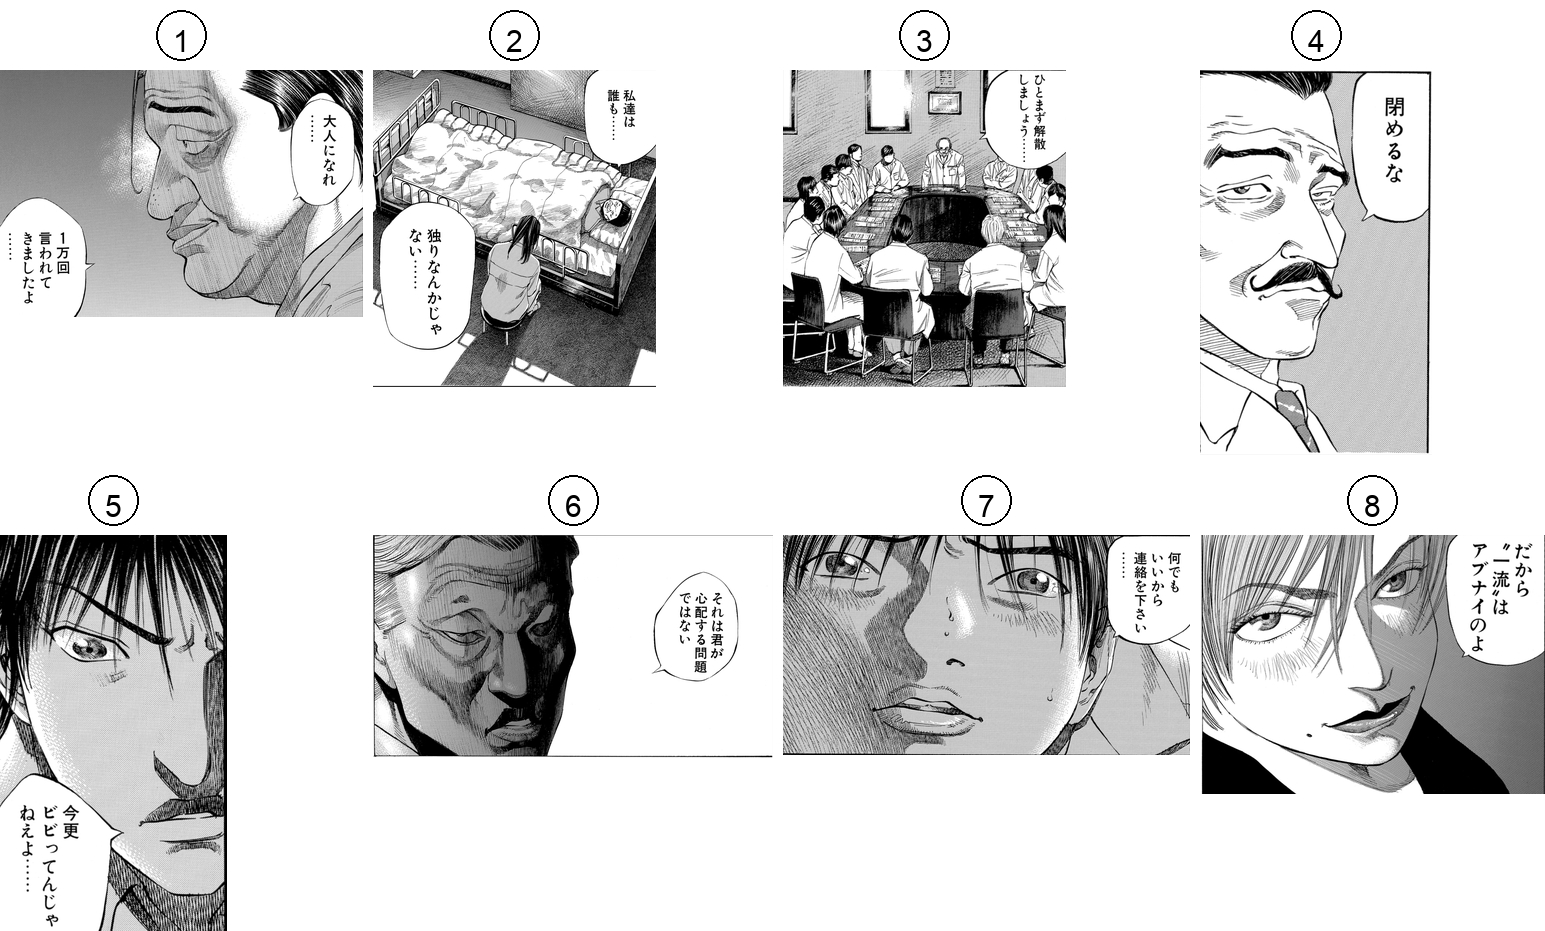 1
大人になれ
……
1万回
言われて
きましたよ
……
2
私達は
誰も……
独りなんかじゃ
ない……
3
ひとまず解散
しましょう……
4
閉めるな
5
今更
ビビってんじゃ
ねえよ……
6
それは君が
心配する問題
ではない
7
何でも
いいから
連絡を下さい
……
8
だから
〝一流〟は
アブナイのよ